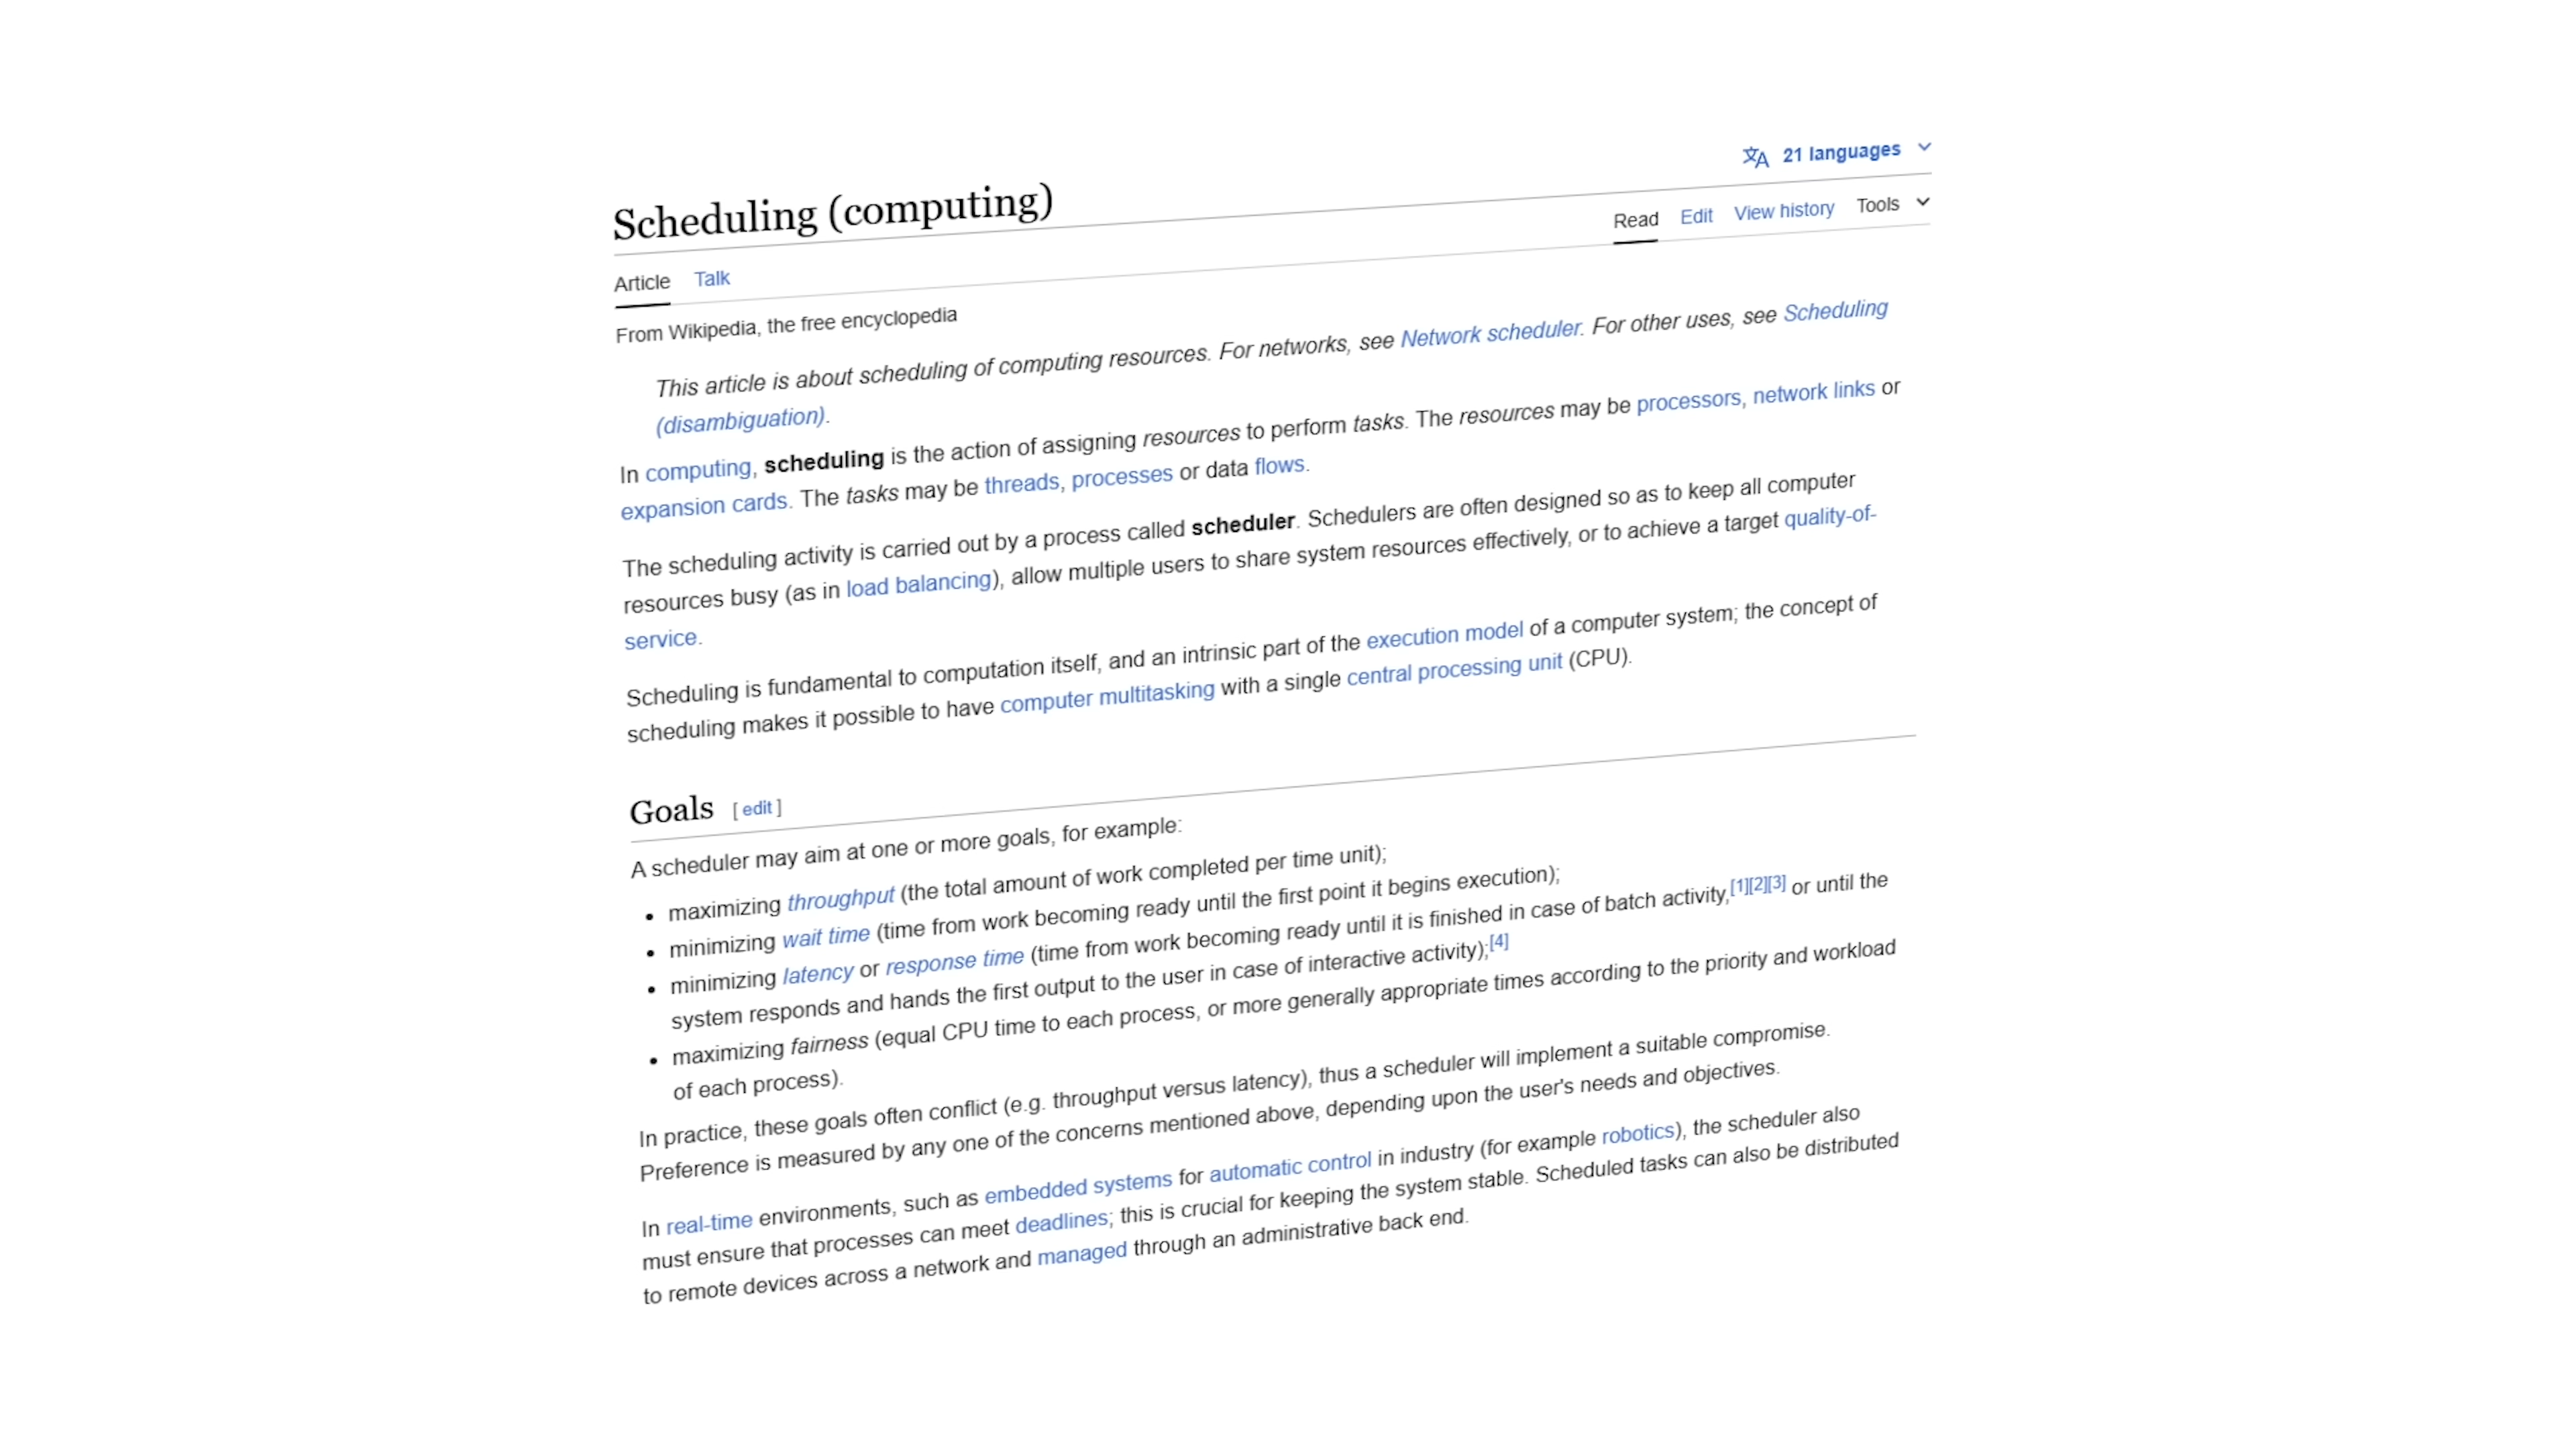 21 languages
Scheduling (computing)
Article Talk Read Edit View history Tools
From Wikipedia, the free encyclopedia
This article is about scheduling of computing resources. For networks, see Network scheduler. For other uses, see Scheduling
(disambiguation).
In computing, scheduling is the action of assigning resources to perform tasks. The resources may be processors, network links or
expansion cards. The tasks may be threads, processes or data flows.
The scheduling activity is carried out by a process called scheduler. Schedulers are often designed so as to keep all computer
resources busy (as in load balancing), allow multiple users to share system resources effectively, or to achieve a target quality-of-
service.
Scheduling is fundamental to computation itself, and an intrinsic part of the execution model of a computer system; the concept of
scheduling makes it possible to have computer multitasking with a single central processing unit (CPU).
Goals [ edit ]
A scheduler may aim at one or more goals, for example:
• maximizing throughput (the total amount of work completed per time unit);
• minimizing wait time (time from work becoming ready until the first point it begins execution);
• minimizing latency or response time (time from work becoming ready until it is finished in case of batch activity,[1][2][3] or until the
system responds and hands the first output to the user in case of interactive activity);[4]
• maximizing fairness (equal CPU time to each process, or more generally appropriate times according to the priority and workload
of each process).
In practice, these goals often conflict (e.g. throughput versus latency), thus a scheduler will implement a suitable compromise.
Preference is measured by any one of the concerns mentioned above, depending upon the user's needs and objectives.
In real-time environments, such as embedded systems for automatic control in industry (for example robotics), the scheduler also
must ensure that processes can meet deadlines; this is crucial for keeping the system stable. Scheduled tasks can also be distributed
to remote devices across a network and managed through an administrative back end.